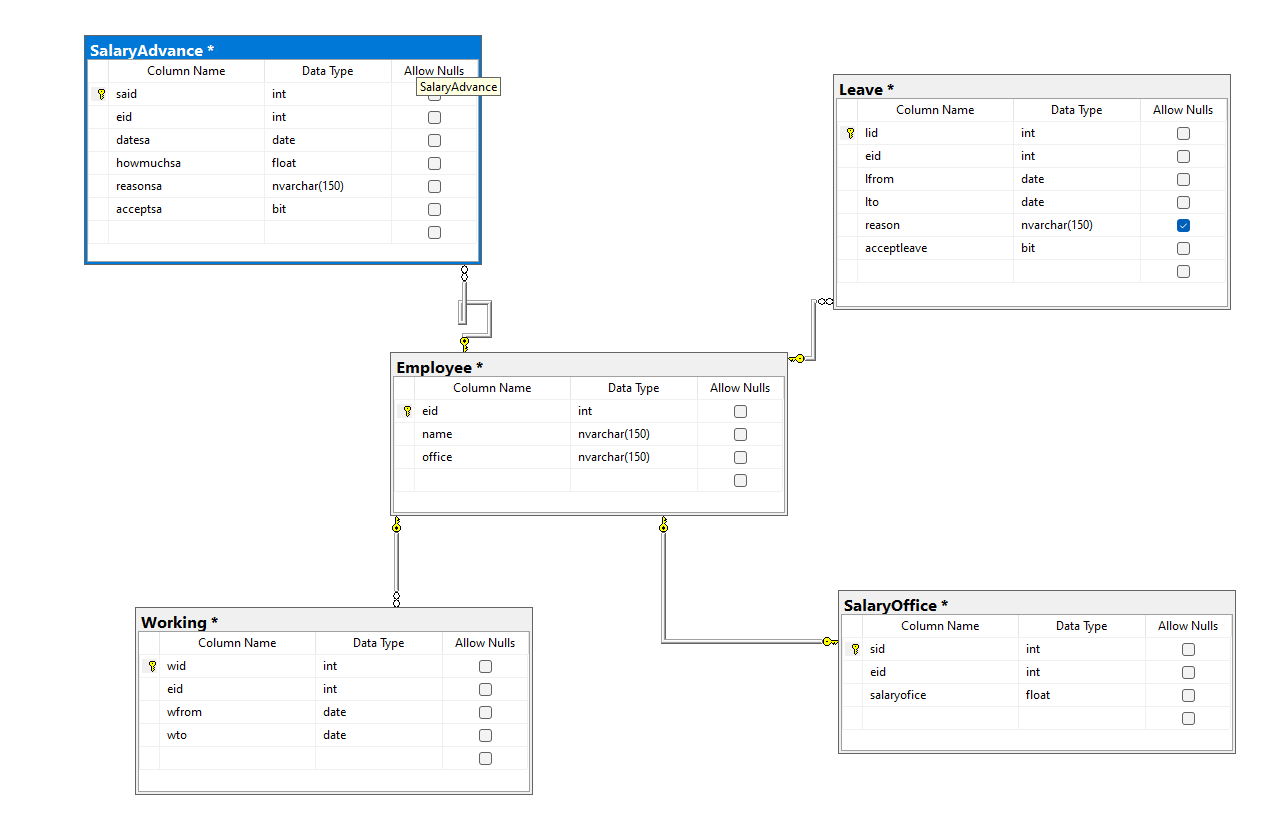 SalaryAdvance *
Column Name Data Type Allow Nulls
SalaryAdvance
said int
eid int
datesa date
howmuchsa float
reasonsa nvarchar(150)
acceptsa bit
Leave *
Column Name Data Type Allow Nulls
lid int
eid int
lfrom date
lto date
reason nvarchar(150)
acceptleave bit
Employee *
Column Name Data Type Allow Nulls
eid int
name nvarchar(150)
office nvarchar(150)
Working *
Column Name Data Type Allow Nulls
wid int
eid int
wfrom date
wto date
SalaryOffice *
Column Name Data Type Allow Nulls
sid int
eid int
salaryofice float